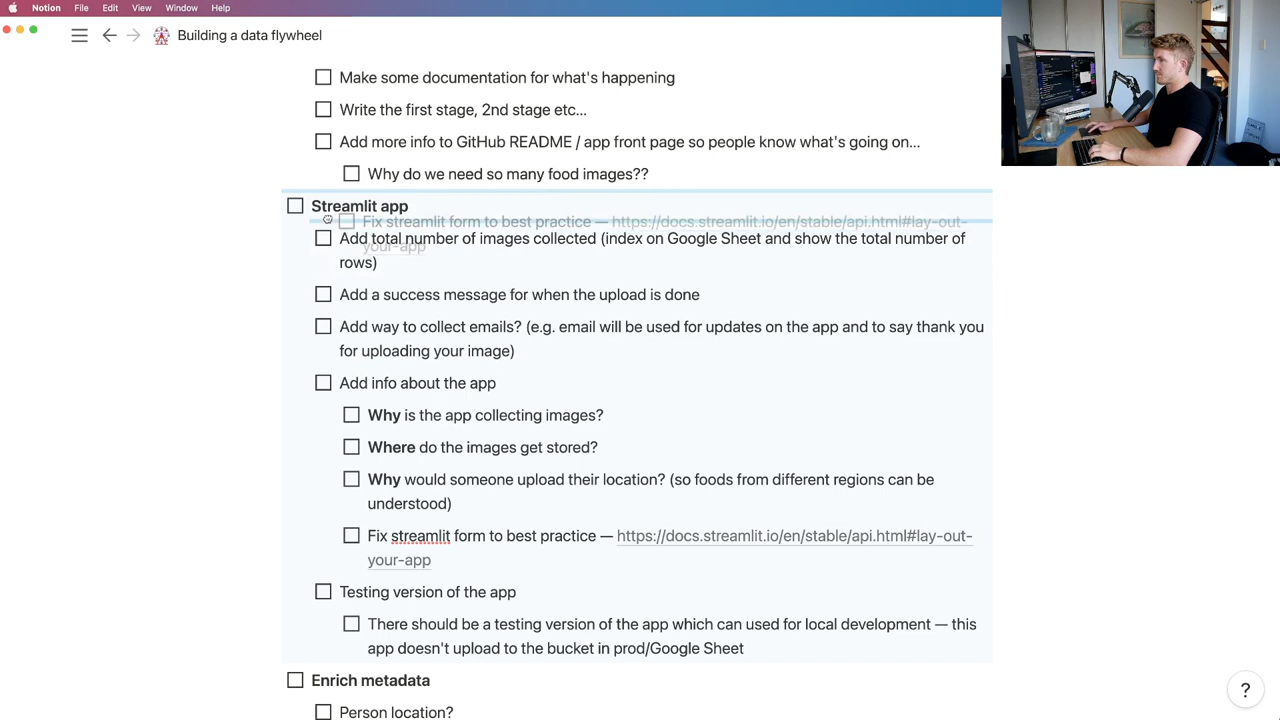 Notion File Edit View Window Help
Building a data flywheel
Make some documentation for what's happening
Write the first stage, 2nd stage etc...
Add more info to GitHub README / app front page so people know what's going on...
Why do we need so many food images??
Streamlit app
Fix streamlit form to best practice — https://docs.streamlit.io/en/stable/api.html#lay-out-
your-app
Add total number of images collected (index on Google Sheet and show the total number of
rows)
Add a success message for when the upload is done
Add way to collect emails? (e.g. email will be used for updates on the app and to say thank you
for uploading your image)
Add info about the app
Why is the app collecting images?
Where do the images get stored?
Why would someone upload their location? (so foods from different regions can be
understood)
Fix streamlit form to best practice — https://docs.streamlit.io/en/stable/api.html#lay-out-
your-app
Testing version of the app
There should be a testing version of the app which can used for local development — this
app doesn't upload to the bucket in prod/Google Sheet
Enrich metadata
Person location?
?